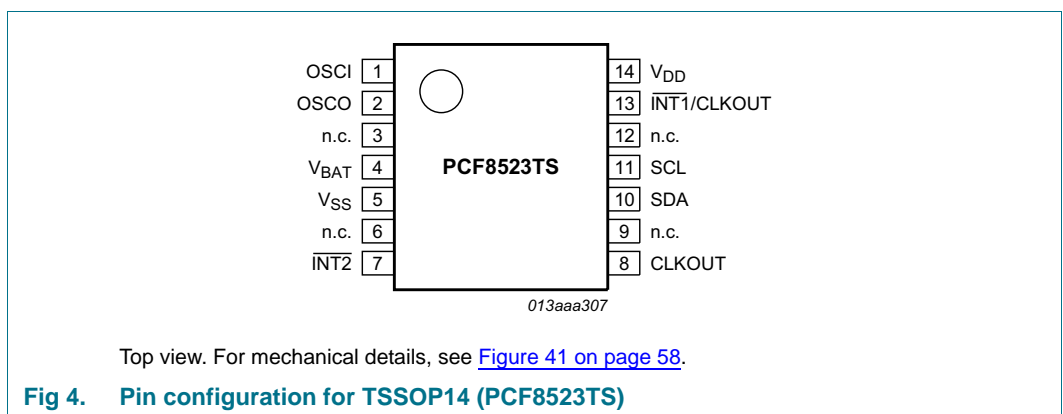 OSCI 1
OSCO 2
n.c. 3
VBAT 4
VSS 5
n.c. 6
INT2 7
PCF8523TS
14 VDD
13 INT1/CLKOUT
12 n.c.
11 SCL
10 SDA
9 n.c.
8 CLKOUT
013aaa307
Top view. For mechanical details, see Figure 41 on page 58.
Fig 4. Pin configuration for TSSOP14 (PCF8523TS)